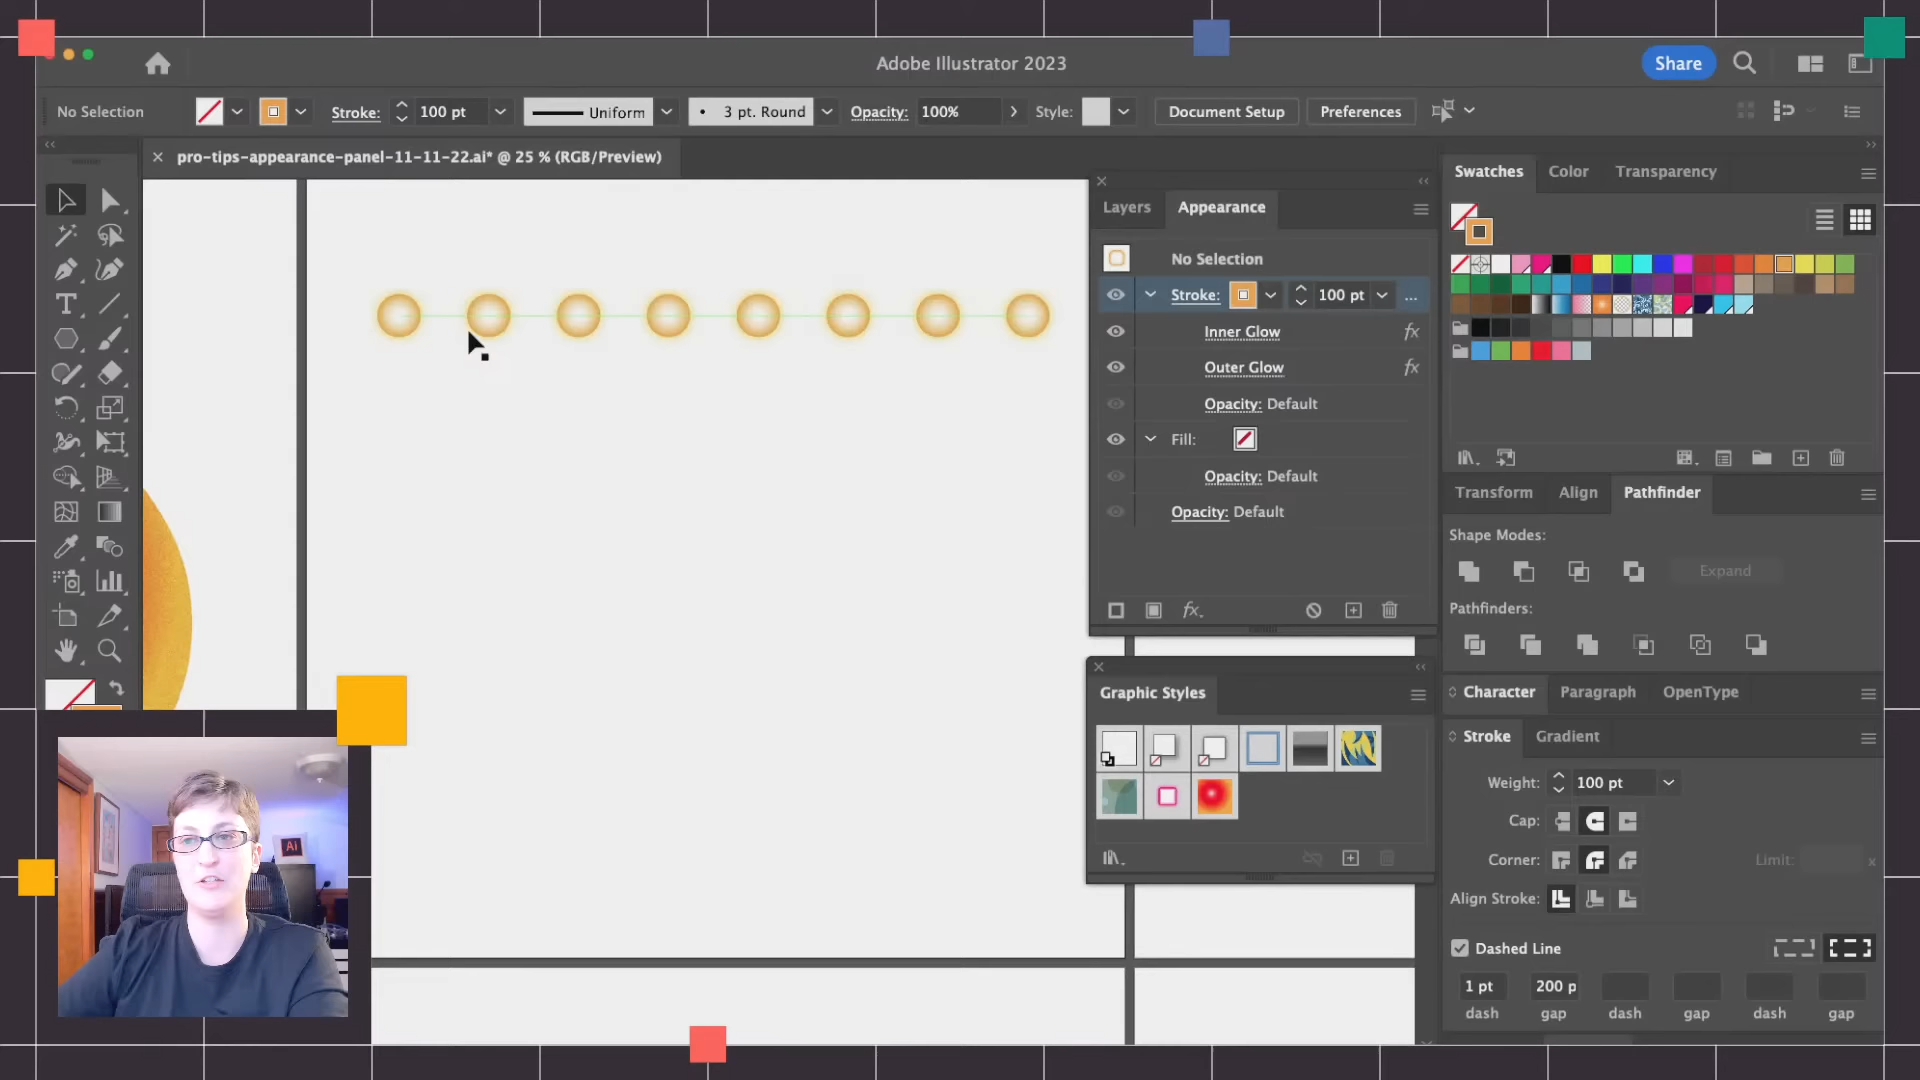 Adobe Illustrator 2023
Share
No Selection
Stroke:
100 pt
Uniform
3 pt. Round
Opacity:
100%
Style:
Document Setup
Preferences
pro-tips-appearance-panel-11-11-22.ai* @ 25 % (RGB/Preview)
Layers
Appearance
No Selection
Stroke:
100 pt
Inner Glow
fx
Outer Glow
fx
Opacity: Default
Fill:
Opacity: Default
Opacity: Default
fx.
Graphic Styles
Swatches
Color
Transparency
Transform
Align
Pathfinder
Shape Modes:
Expand
Pathfinders:
Character
Paragraph
OpenType
Stroke
Gradient
Weight:
100 pt
Cap:
Corner:
Limit:
x
Align Stroke:
Dashed Line
1 pt
200 p
dash
gap
dash
gap
dash
gap
Ai